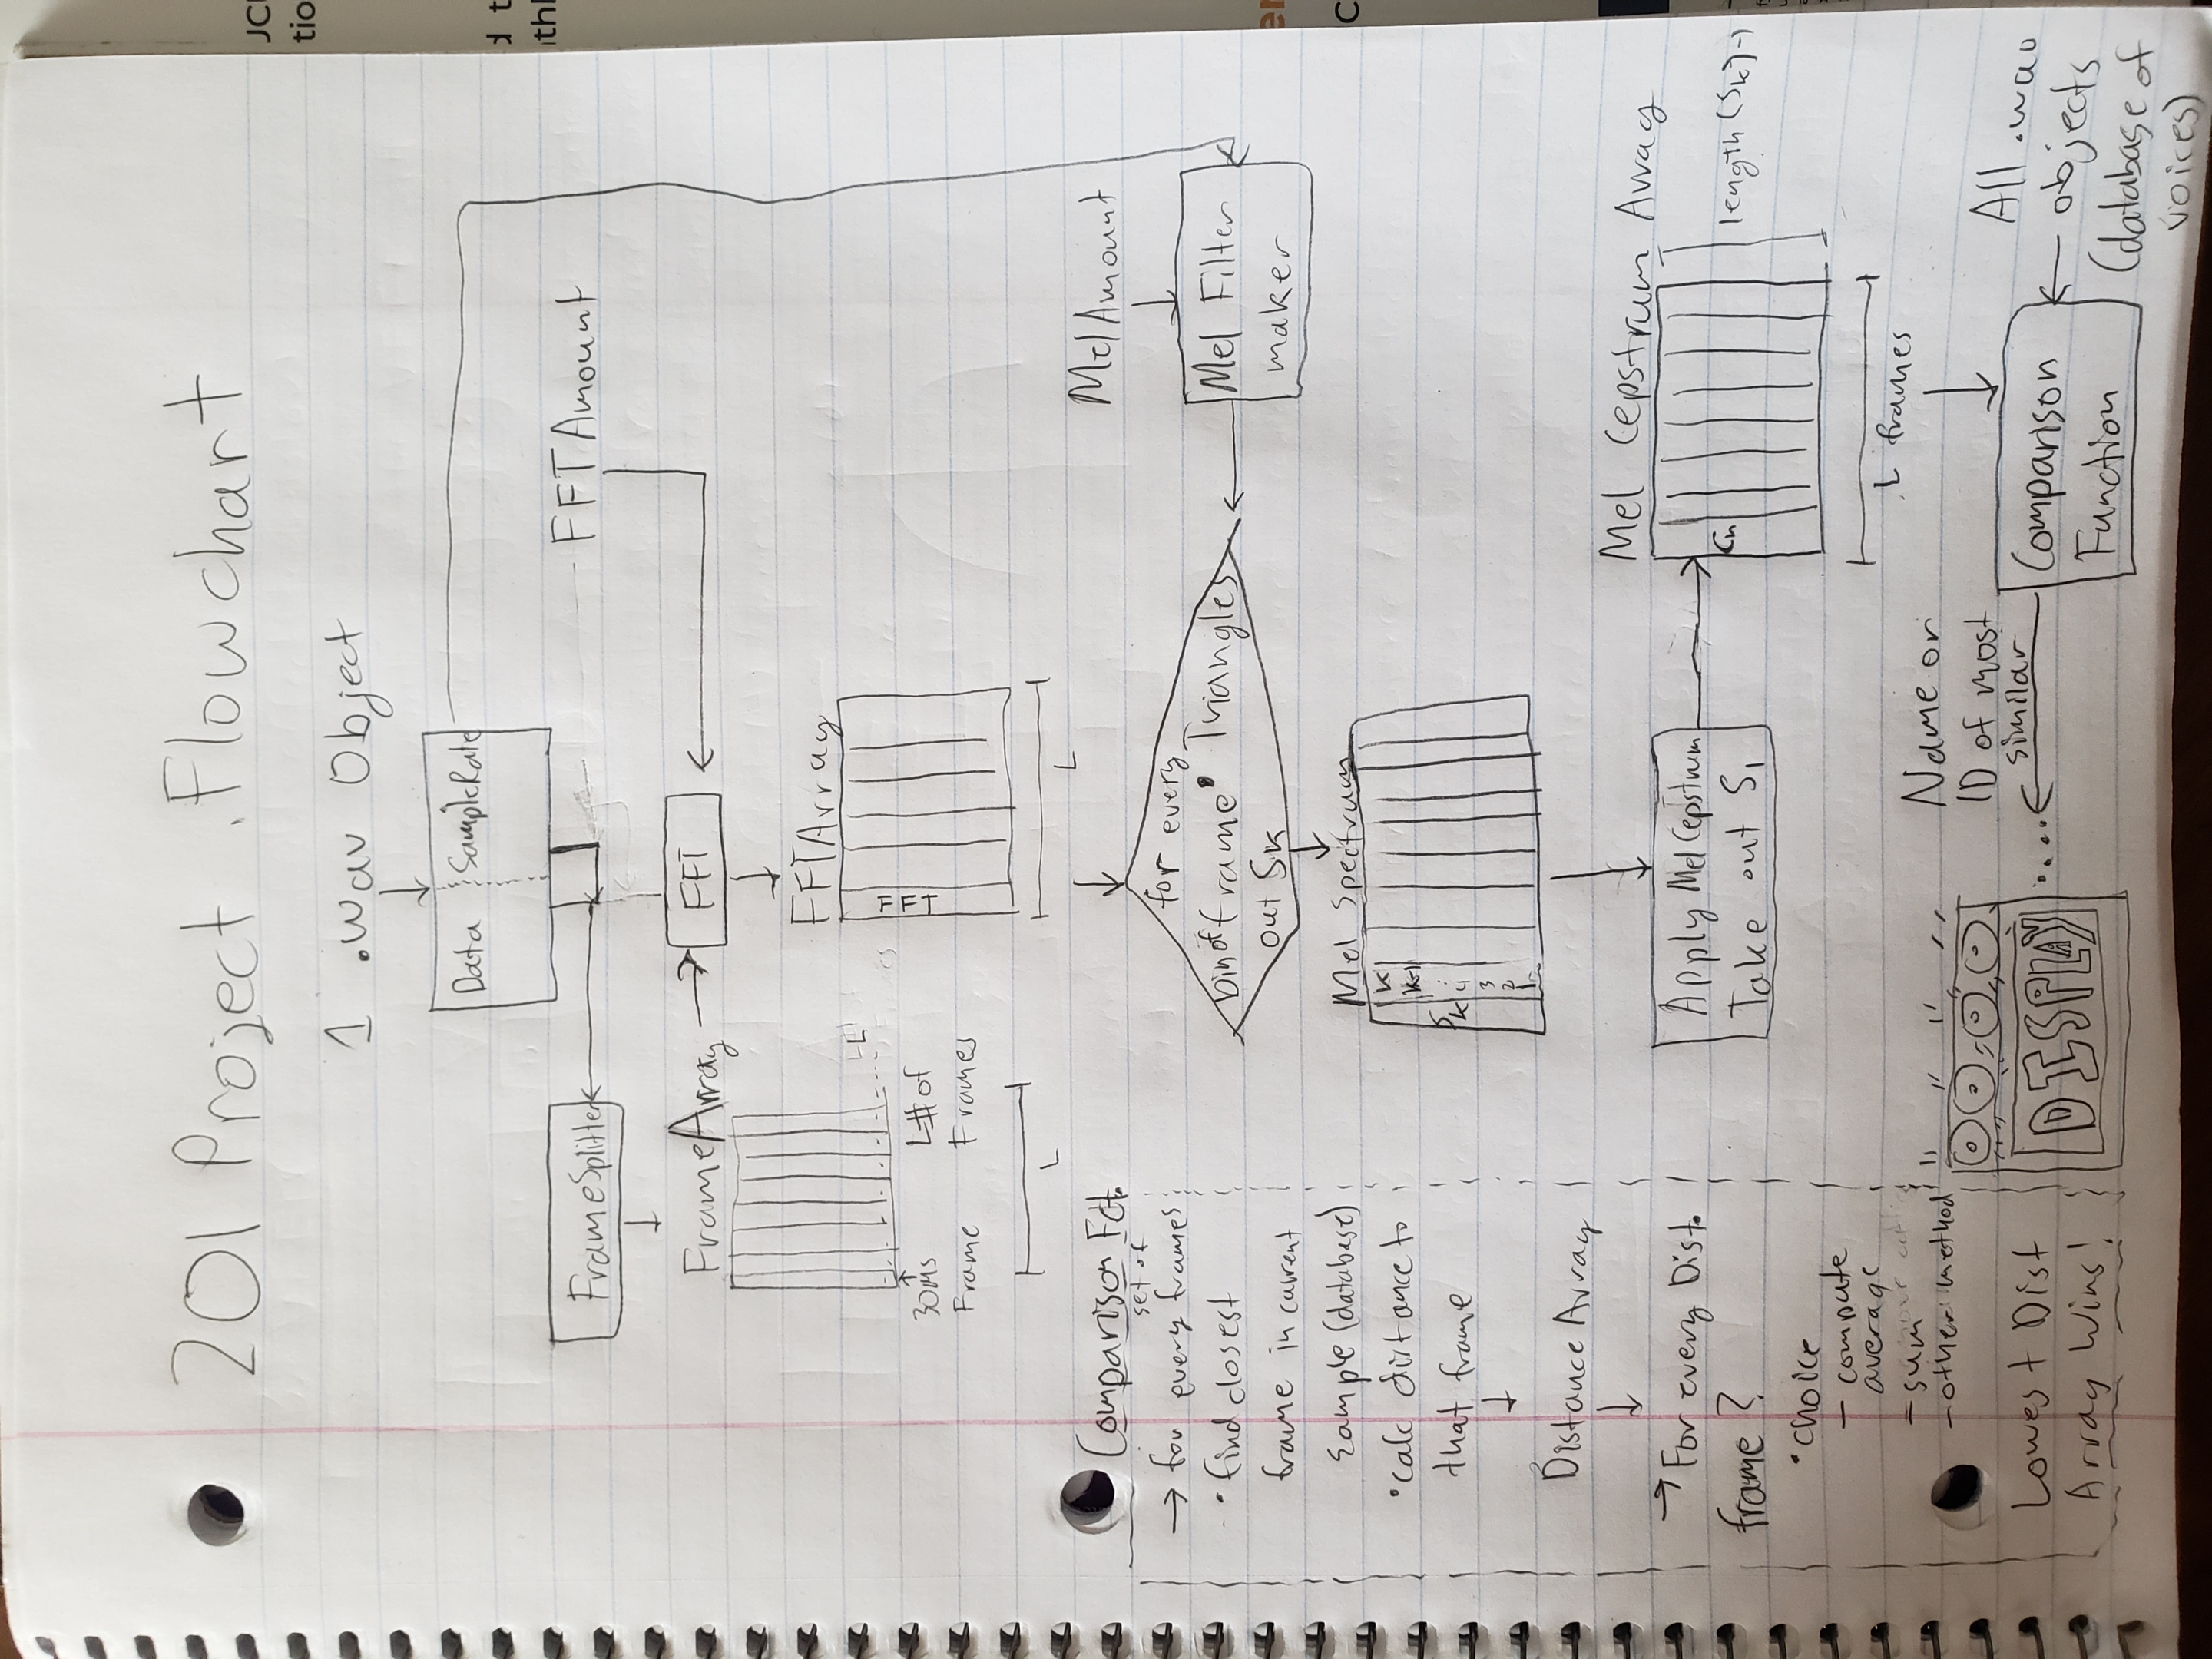 201 Project Flowchart
1 .wav Object
Data SampleRate
FrameSplitter
FFTAmount
FrameArray
FFT
FFTArray
L
FFT
30ms
Frame
L # of
Frames
L
L
MelAmount
for every
bin of frame • Triangles
out Sk
Mel Filter
maker
Mel Spectrum
Sk
k
k-1
4
3
2
1
Apply MelCepstrum
Take out S1
Mel Cepstrum Array
Cn
length(Sk)-1
L frames
All .wav
objects
(database of
voices)
Comparison
Function
Name or
ID of most
similar
DISPLAY
Comparison Fct.
set of
→ for every frames
• find closest
frame in current
sample (database)
• calc distance to
that frame
Distance Array
→ For every Dist.
frame ?
• choice
- compute
average
- sum
- other method
Lowest Dist
Array Wins!
JCU
tio
d t
C